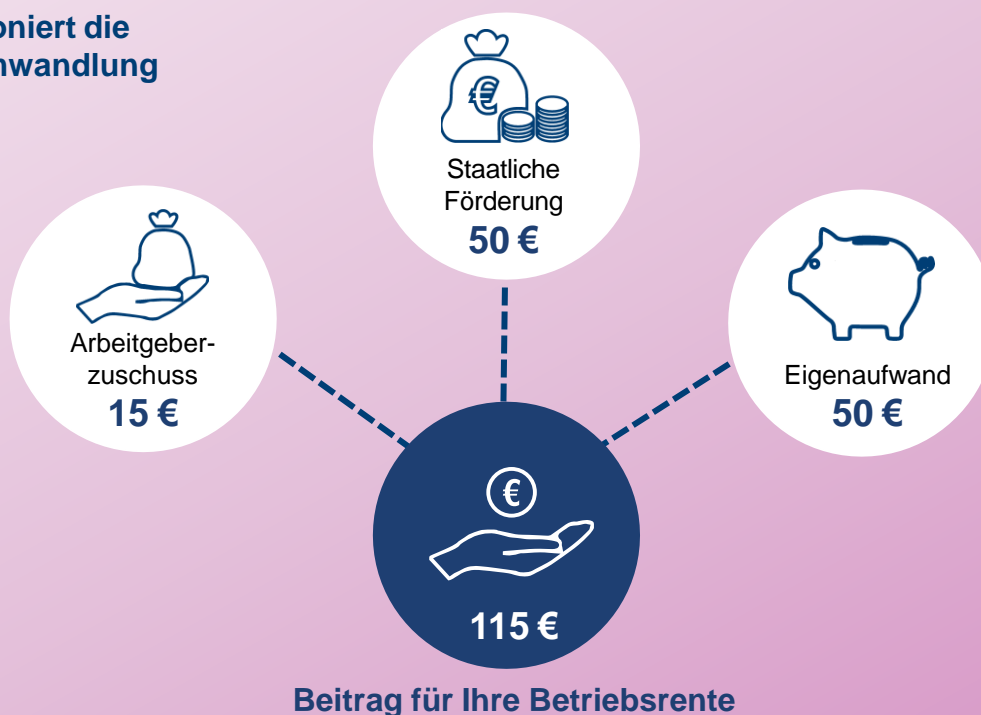 oniert die
nwandlung
€
Staatliche
Förderung
50 €
Arbeitgeber-
zuschuss
15 €
Eigenaufwand
50 €
€
115 €
Beitrag für Ihre Betriebsrente